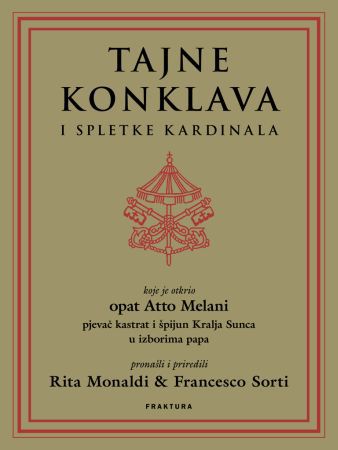 TAJNE
KONKLAVA
I SPLETKE KARDINALA
koje je otkrio
opat Atto Melani
pjevač kastrat i špijun Kralja Sunca
u izborima papa
pronašli i priredili
Rita Monaldi & Francesco Sorti
FRAKTURA